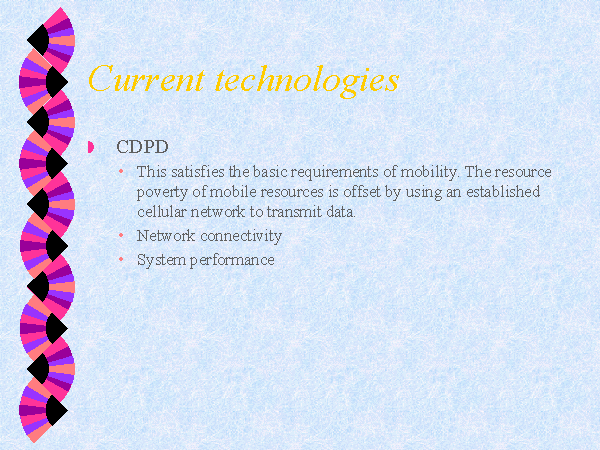 Current technologies
CDPD
This satisfies the basic requirements of mobility. The resource
poverty of mobile resources is offset by using an established
cellular network to transmit data.
Network connectivity
System performance